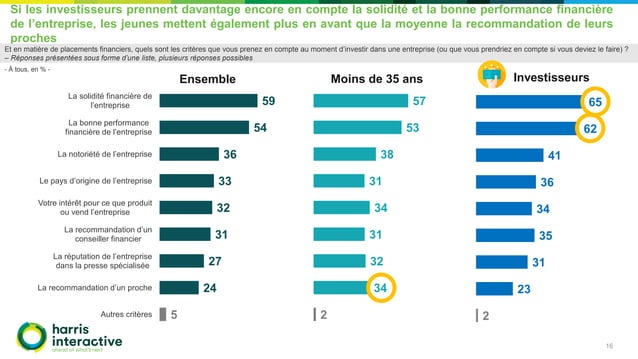 Si les investisseurs prennent davantage encore en compte la solidité et la bonne performance financière
de l’entreprise, les jeunes mettent également plus en avant que la moyenne la recommandation de leurs
proches
Et en matière de placements financiers, quels sont les critères que vous prenez en compte au moment d’investir dans une entreprise (ou que vous prendriez en compte si vous deviez le faire) ?
– Réponses présentées sous forme d’une liste, plusieurs réponses possibles
- À tous, en % -
Ensemble
Moins de 35 ans
Investisseurs
La solidité financière de
l’entreprise
59
57
65
La bonne performance
financière de l’entreprise
54
53
62
La notoriété de l’entreprise
36
38
41
Le pays d’origine de l’entreprise
33
31
36
Votre intérêt pour ce que produit
ou vend l’entreprise
32
34
34
La recommandation d’un
conseiller financier
31
31
35
La réputation de l’entreprise
dans la presse spécialisée
27
32
31
La recommandation d’un proche
24
34
23
Autres critères
5
2
2
harris
interactive
ahead of what's next
16